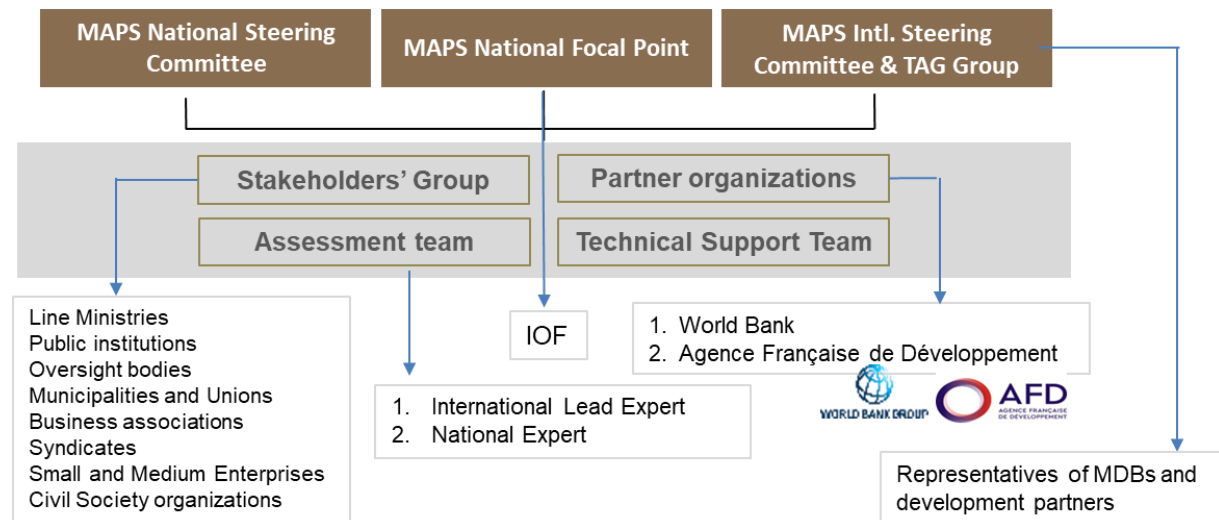 MAPS National Steering
Committee
MAPS National Focal Point
MAPS Intl. Steering
Committee & TAG Group
Stakeholders’ Group
Partner organizations
Assessment team
Technical Support Team
Line Ministries
Public institutions
Oversight bodies
Municipalities and Unions
Business associations
Syndicates
Small and Medium Enterprises
Civil Society organizations
1. International Lead Expert
2. National Expert
IOF
1. World Bank
2. Agence Française de Développement
WORLD BANK GROUP
AFD
AGENCE FRANÇAISE
DE DÉVELOPPEMENT
Representatives of MDBs and
development partners